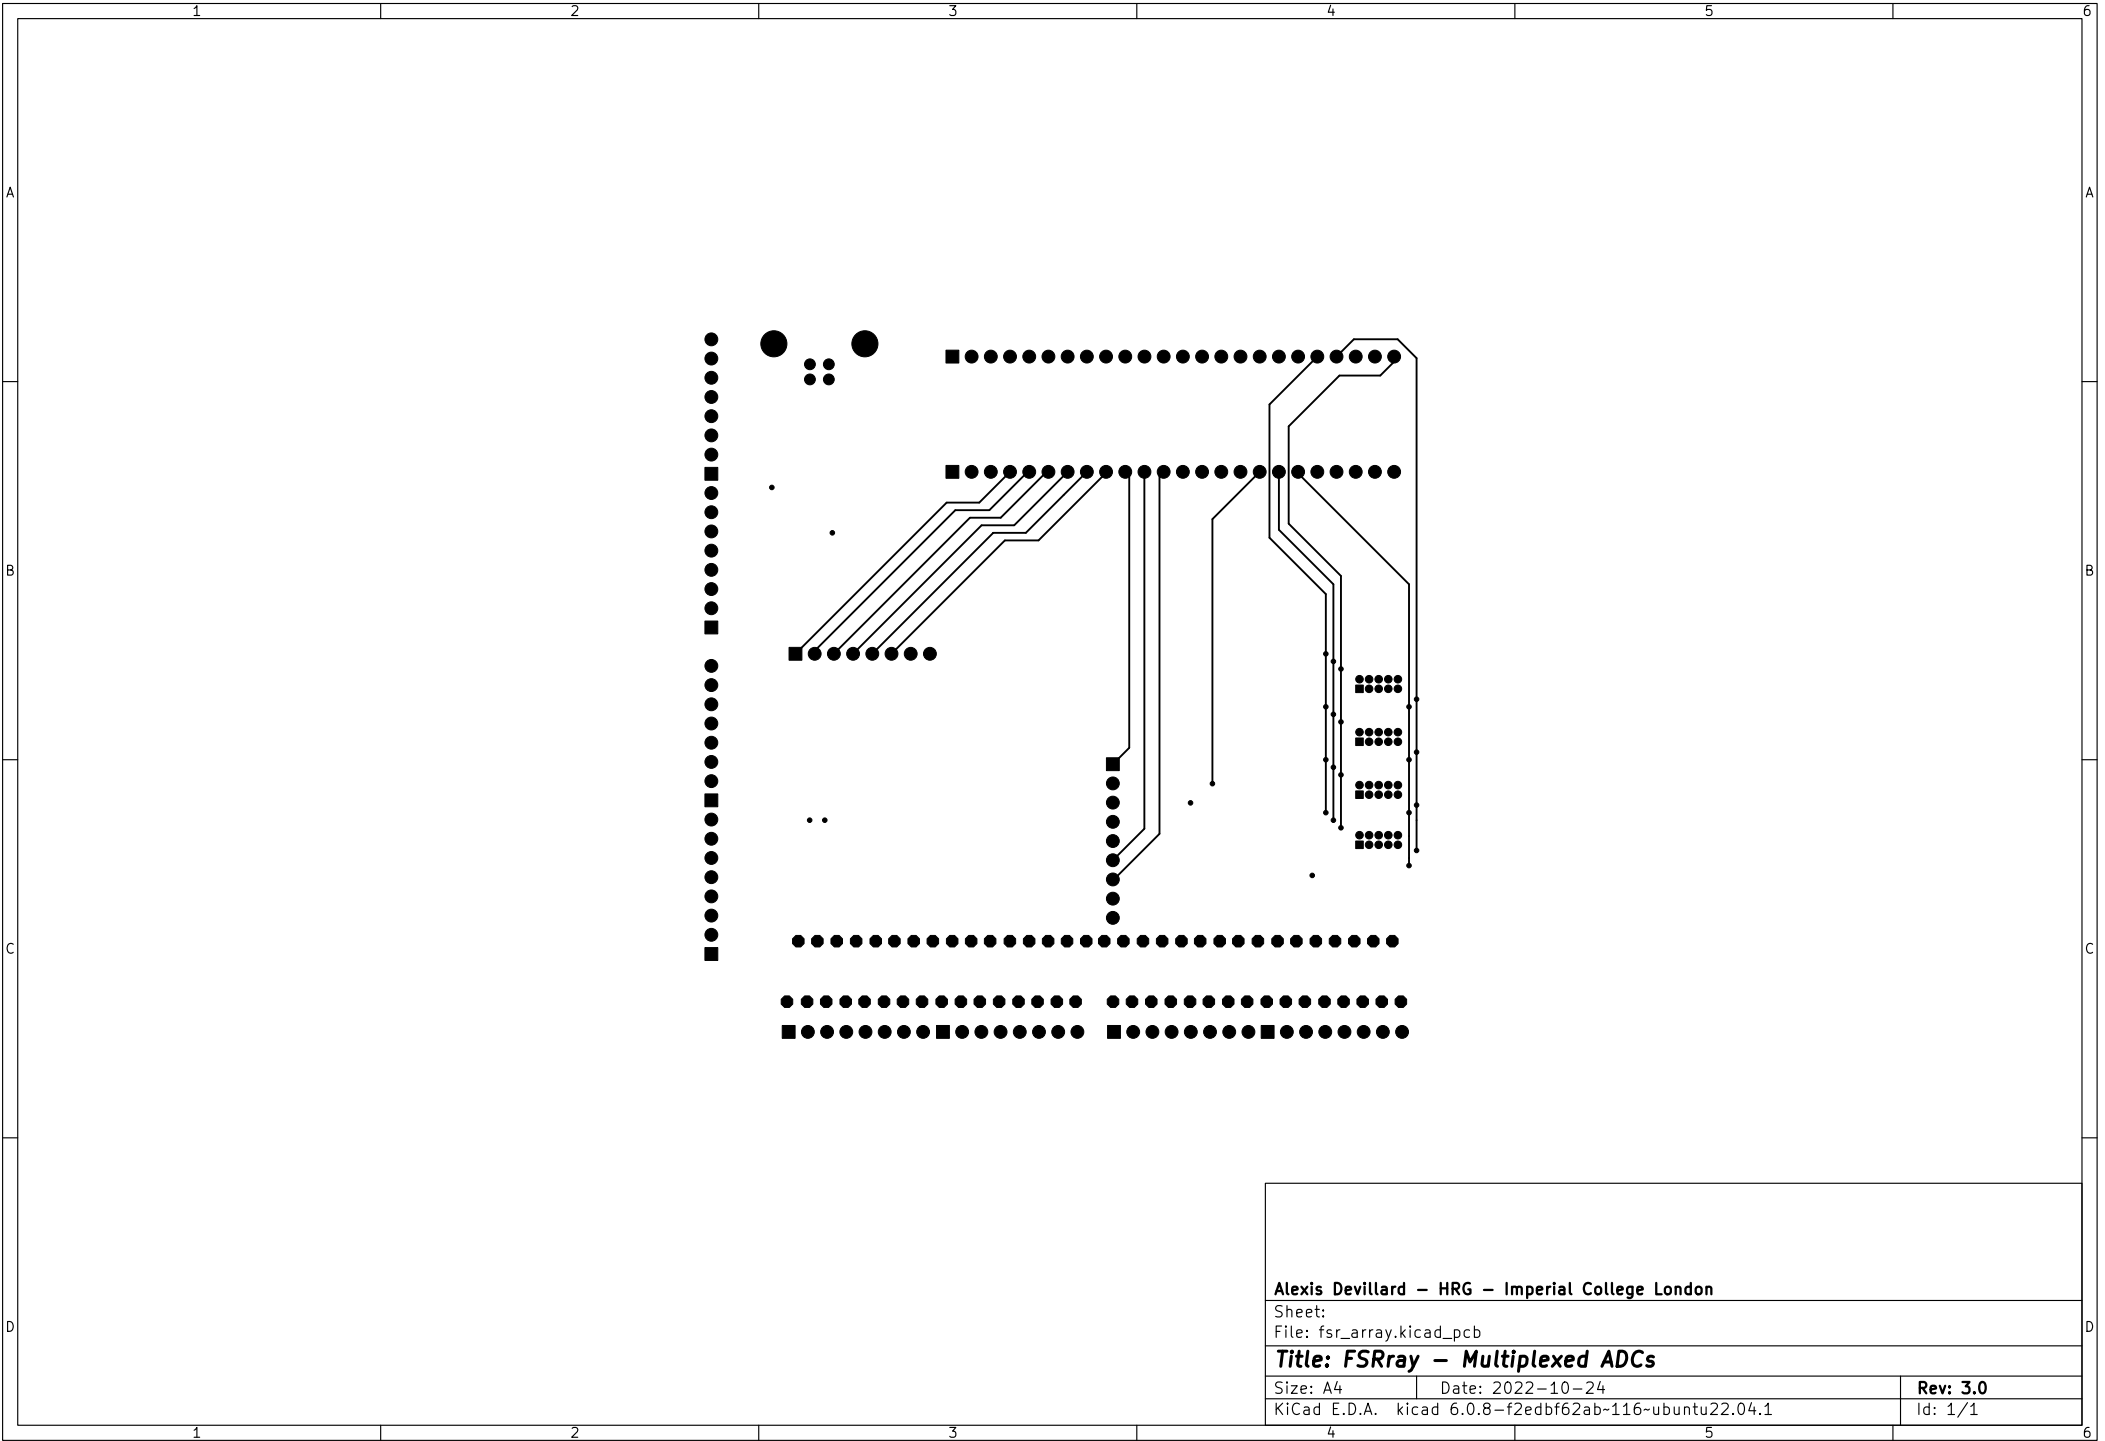 1 2 3 4 5 6
A A
B B
C C
D D
Alexis Devillard – HRG – Imperial College London
Sheet:
File: fsr_array.kicad_pcb
Title: FSRray – Multiplexed ADCs
Size: A4 Date: 2022–10–24 Rev: 3.0
KiCad E.D.A. kicad 6.0.8–f2edbf62ab~116~ubuntu22.04.1 Id: 1/1
1 2 3 4 5 6